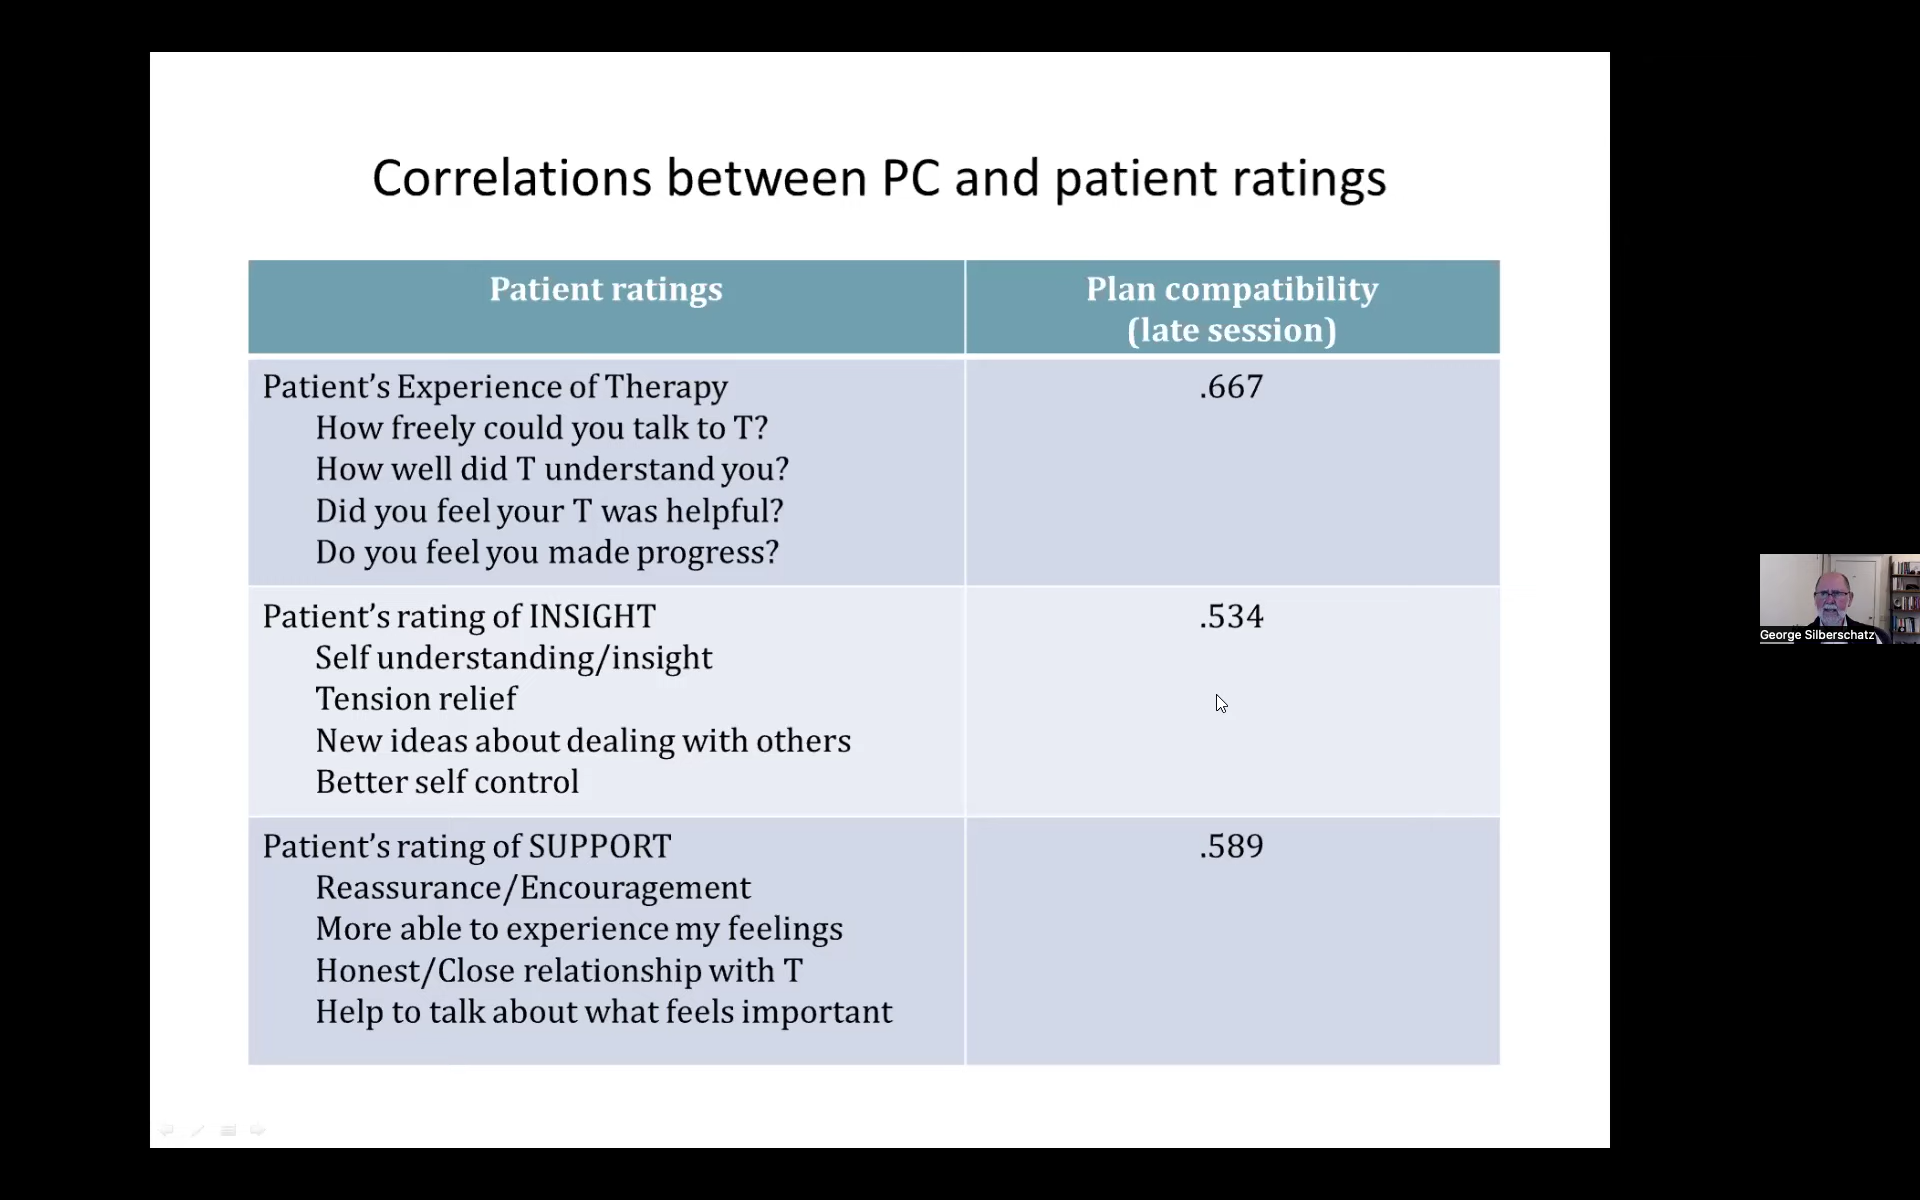 Correlations between PC and patient ratings
Patient ratings
Plan compatibility
(late session)
Patient’s Experience of Therapy
.667
How freely could you talk to T?
How well did T understand you?
Did you feel your T was helpful?
Do you feel you made progress?
Patient’s rating of INSIGHT
.534
Self understanding/insight
Tension relief
New ideas about dealing with others
Better self control
Patient’s rating of SUPPORT
.589
Reassurance/Encouragement
More able to experience my feelings
Honest/Close relationship with T
Help to talk about what feels important
George Silberschatz